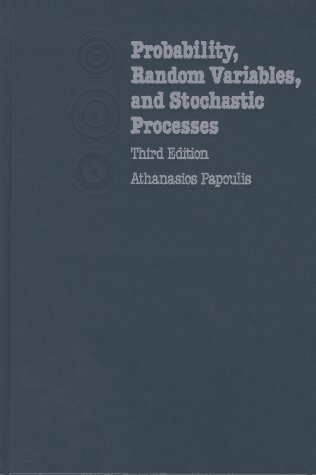 Probability,
Random Variables,
and Stochastic
Processes
Third Edition
Athanasios Papoulis